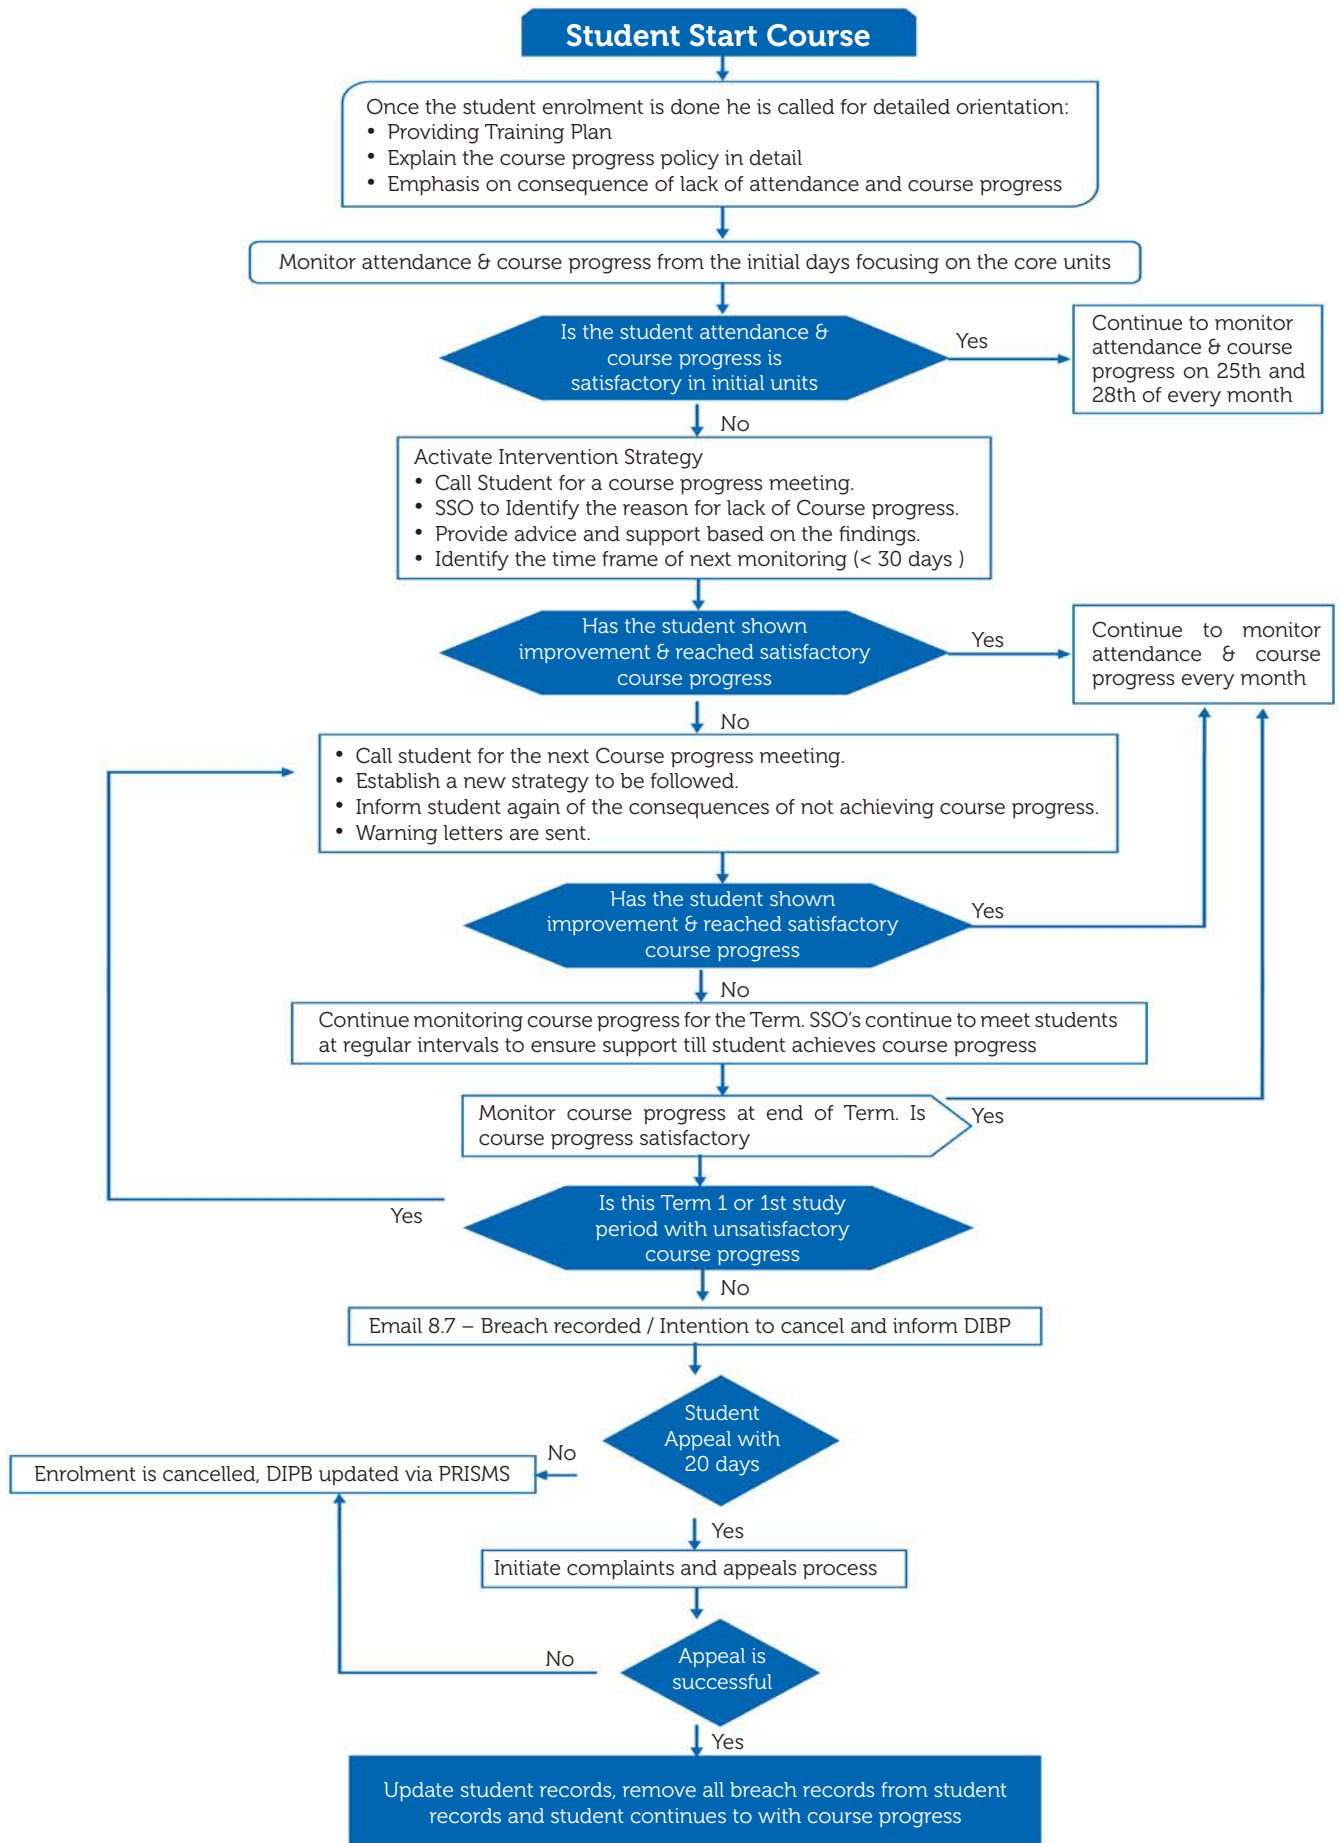 Student Start Course
Once the student enrolment is done he is called for detailed orientation:
• Providing Training Plan
• Explain the course progress policy in detail
• Emphasis on consequence of lack of attendance and course progress
Monitor attendance & course progress from the initial days focusing on the core units
Is the student attendance &
course progress is
satisfactory in initial units
Yes
Continue to monitor
attendance & course
progress on 25th and
28th of every month
No
Activate Intervention Strategy
• Call Student for a course progress meeting.
• SSO to Identify the reason for lack of Course progress.
• Provide advice and support based on the findings.
• Identify the time frame of next monitoring (< 30 days )
Has the student shown
improvement & reached satisfactory
course progress
Yes
Continue to monitor
attendance & course
progress every month
No
• Call student for the next Course progress meeting.
• Establish a new strategy to be followed.
• Inform student again of the consequences of not achieving course progress.
• Warning letters are sent.
Has the student shown
improvement & reached satisfactory
course progress
Yes
No
Continue monitoring course progress for the Term. SSO's continue to meet students
at regular intervals to ensure support till student achieves course progress
Monitor course progress at end of Term. Is
course progress satisfactory
Yes
Is this Term 1 or 1st study
period with unsatisfactory
course progress
Yes
No
Email 8.7 – Breach recorded / Intention to cancel and inform DIBP
Student
Appeal with
20 days
No
Enrolment is cancelled, DIPB updated via PRISMS
Yes
Initiate complaints and appeals process
Appeal is
successful
No
Yes
Update student records, remove all breach records from student
records and student continues to with course progress